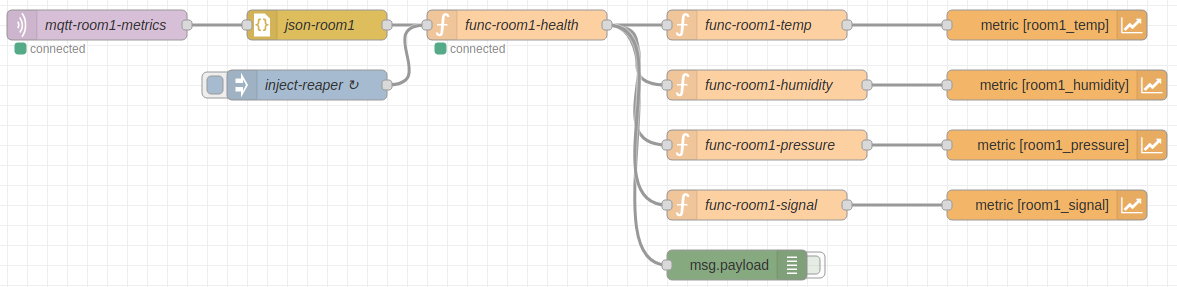 mqtt-room1-metrics
json-room1
func-room1-health
func-room1-temp
metric [room1_temp]
connected
connected
inject-reaper ↻
func-room1-humidity
metric [room1_humidity]
func-room1-pressure
metric [room1_pressure]
func-room1-signal
metric [room1_signal]
msg.payload